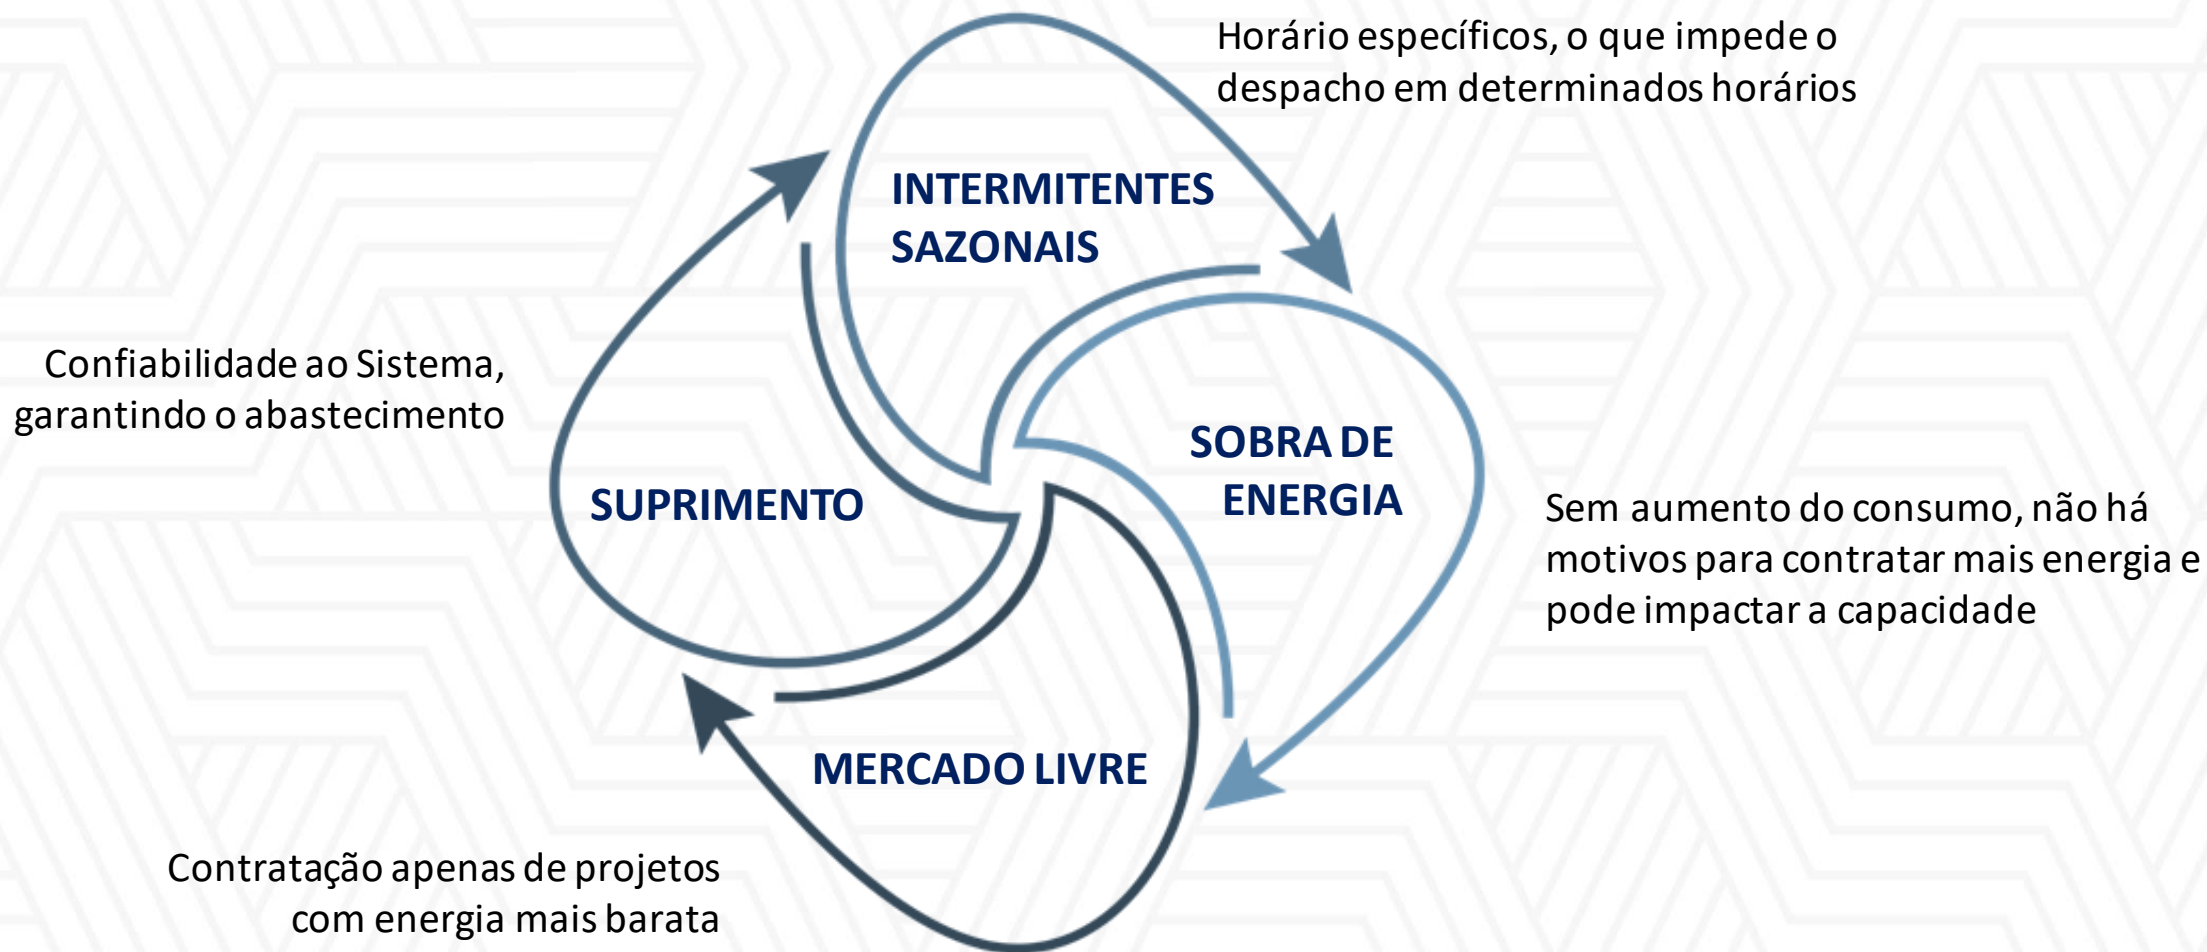 Horário específicos, o que impede o
despacho em determinados horários
INTERMITENTES
SAZONAIS
Confiabilidade ao Sistema,
garantindo o abastecimento
SUPRIMENTO
SOBRA DE
ENERGIA
Sem aumento do consumo, não há
motivos para contratar mais energia e
pode impactar a capacidade
MERCADO LIVRE
Contratação apenas de projetos
com energia mais barata